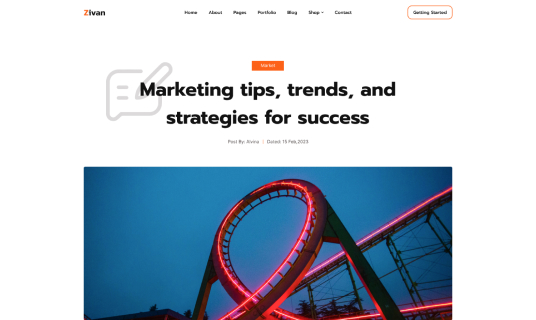 Zivan
Home About Pages Portfolio Blog Shop Contact
Getting Started
Market
Marketing tips, trends, and
strategies for success
Post By: Aivons / Dated: 15 Feb,2023